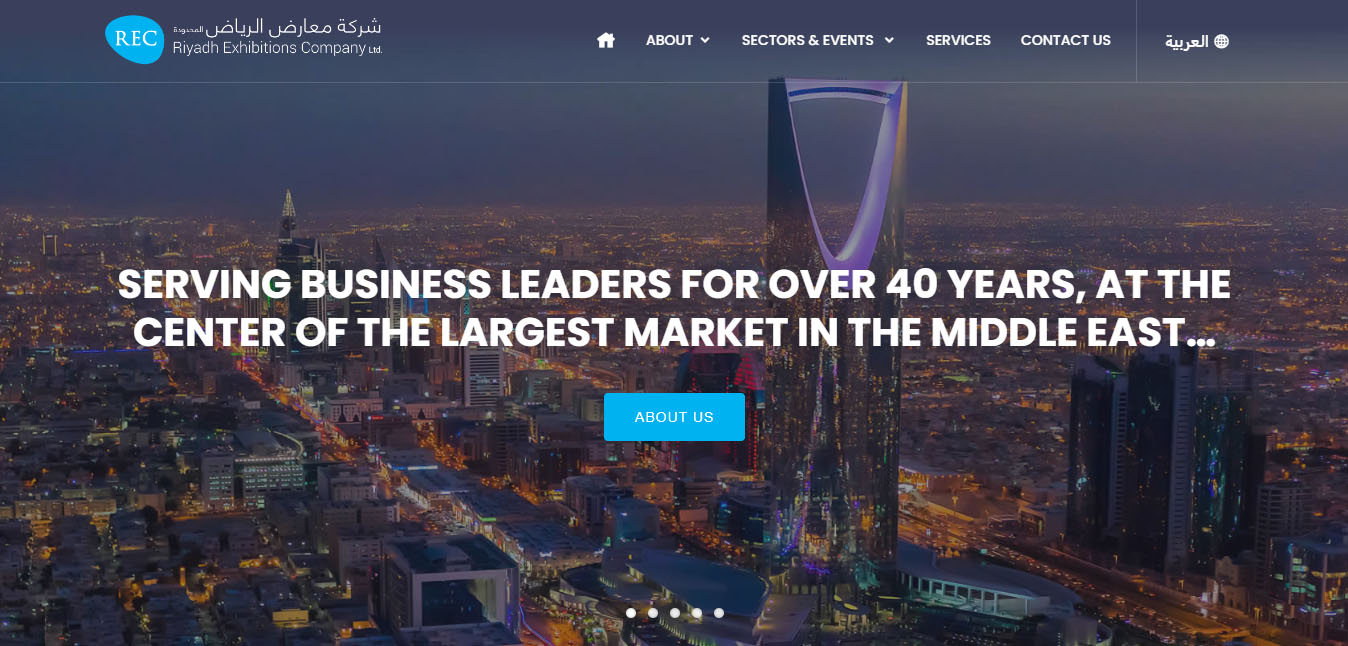 REC
شركة معارض الرياض المحدودة
Riyadh Exhibitions Company Ltd.
ABOUT
SECTORS & EVENTS
SERVICES
CONTACT US
العربية
SERVING BUSINESS LEADERS FOR OVER 40 YEARS, AT THE
CENTER OF THE LARGEST MARKET IN THE MIDDLE EAST...
ABOUT US